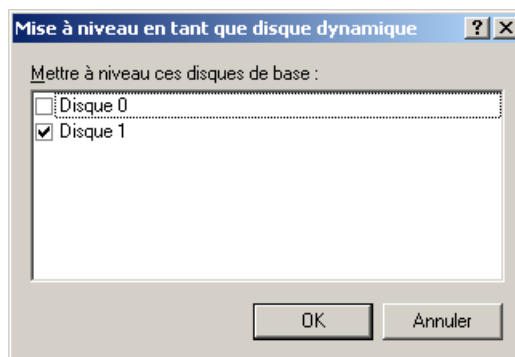 Mise à niveau en tant que disque dynamique
Mettre à niveau ces disques de base :
Disque 0
Disque 1
OK
Annuler